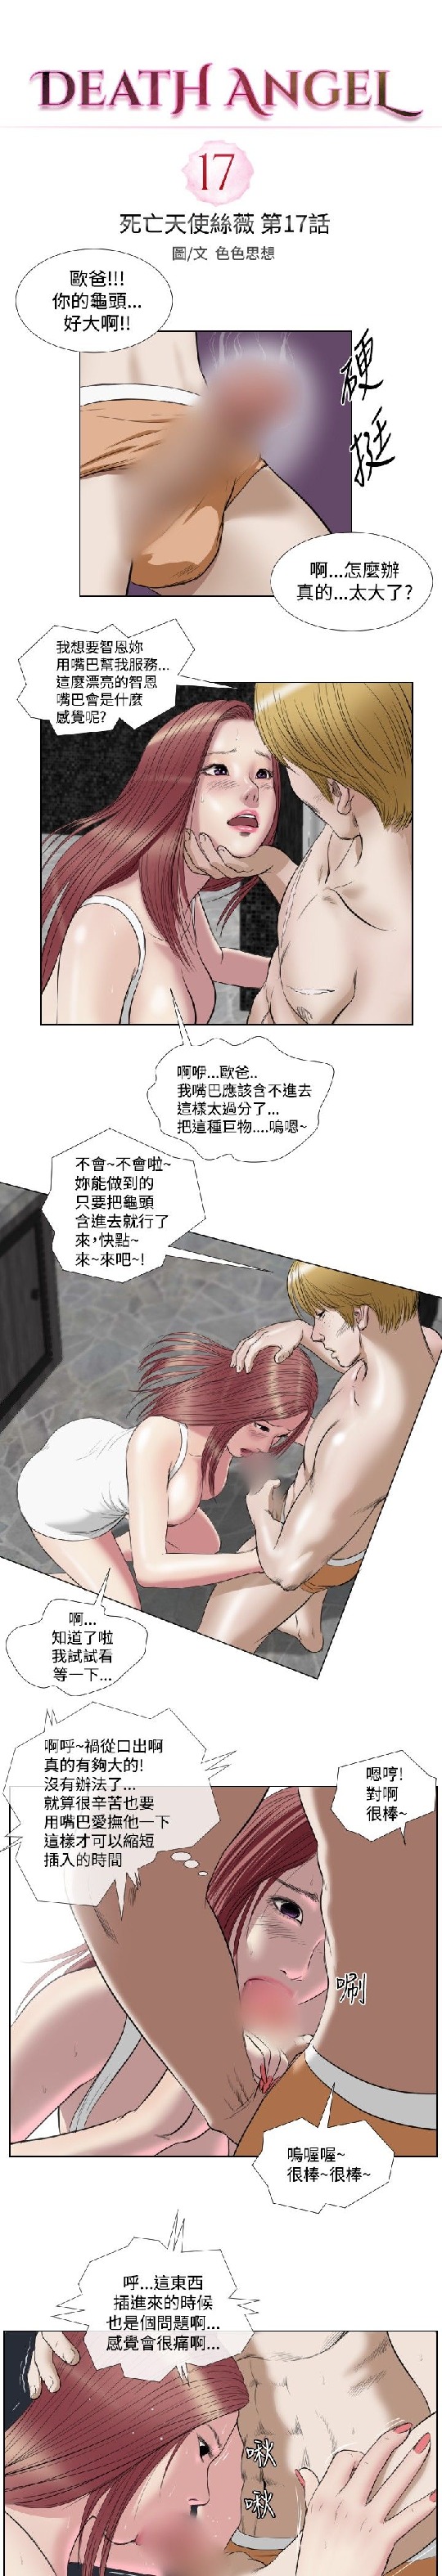 DEATH ANGEL
17
死亡天使絲薇 第17話
圖/文 色色思想
歐爸!!!
你的龜頭...
好大啊!!
硬
挺
啊...怎麼辦
真的...太大了?
我想要智恩妳
用嘴巴幫我服務...
這麼漂亮的智恩
嘴巴會是什麼
感覺呢?
啊咿...歐爸..
我嘴巴應該含不進去
這樣太過分了...
把這種巨物....嗚嗯~
不會~不會啦~
妳能做到的
只要把龜頭
含進去就行了
來,快點~
來~來吧~!
啊...
知道了啦
我試試看
等一下...
啊呼~禍從口出啊
真的有夠大的!
沒有辦法了...
就算很辛苦也要
用嘴巴愛撫他一下
這樣才可以縮短
插入的時間
嗯哼!
對啊
很棒~
唰
嗚喔喔~
很棒~很棒~
呼...這東西
插進來的時候
也是個問題啊...
感覺會很痛啊...
啾
啾